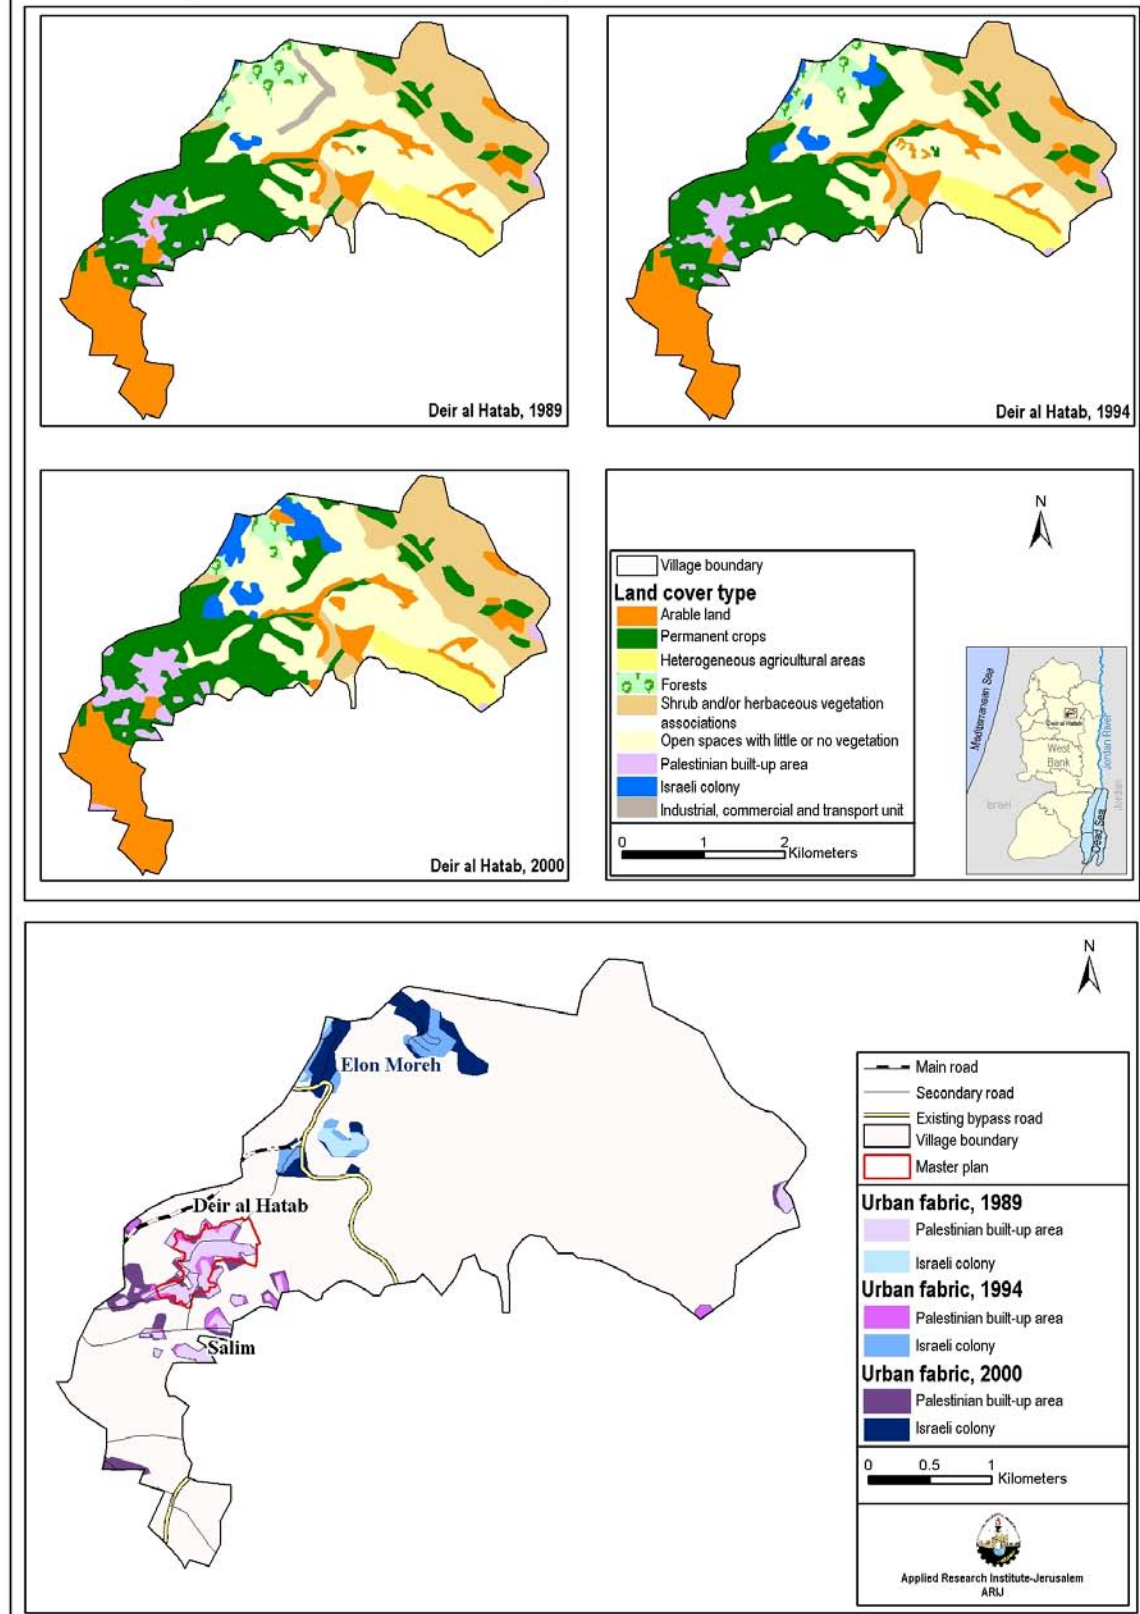 Deir al Hatab, 1989
Deir al Hatab, 1994
Deir al Hatab, 2000
N
Village boundary
Land cover type
Arable land
Permanent crops
Heterogeneous agricultural areas
Forests
Shrub and/or herbaceous vegetation
associations
Open spaces with little or no vegetation
Palestinian built-up area
Israeli colony
Industrial, commercial and transport unit
0 1 2
Kilometers
Mediterranean Sea
Deir al Hatab
West
Bank
Jordan River
Israel
Jordan
Dead Sea
N
Elon Moreh
Deir al Hatab
Salim
Main road
Secondary road
Existing bypass road
Village boundary
Master plan
Urban fabric, 1989
Palestinian built-up area
Israeli colony
Urban fabric, 1994
Palestinian built-up area
Israeli colony
Urban fabric, 2000
Palestinian built-up area
Israeli colony
0 0.5 1
Kilometers
Applied Research Institute-Jerusalem
ARIJ